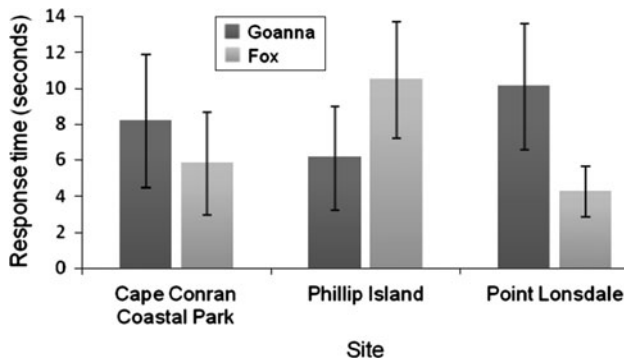 14
12
10
8
6
4
2
0
Response time (seconds)
Goanna
Fox
Cape Conran
Coastal Park
Phillip Island
Point Lonsdale
Site